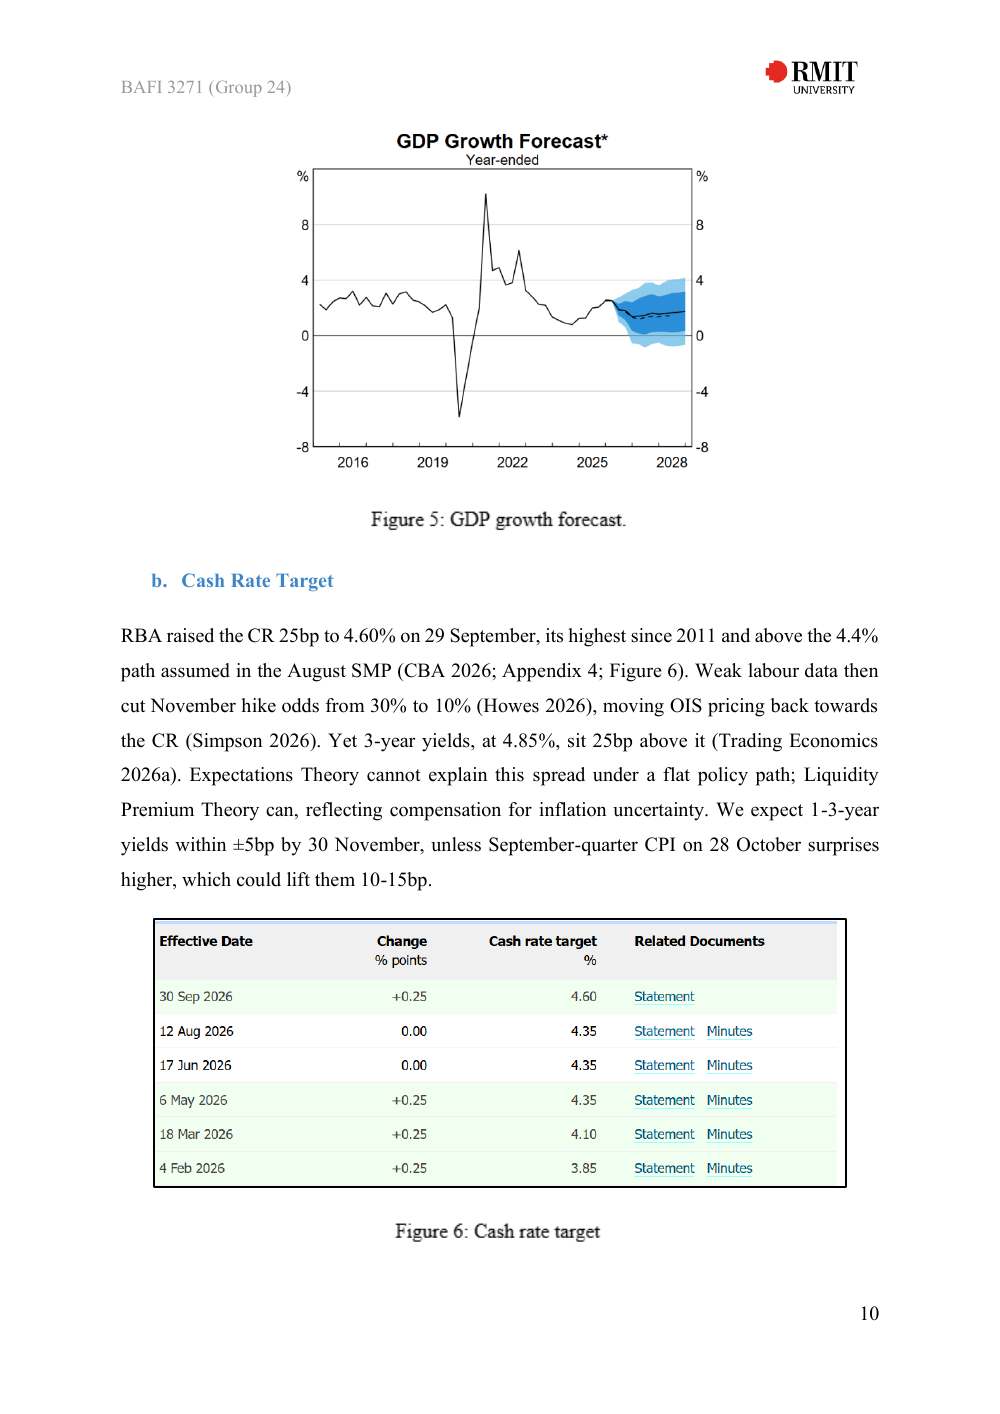 BAFI 3271 (Group 24)
RMIT
UNIVERSITY
GDP Growth Forecast*
Year-ended
% %
8 8
4 4
0 0
-4 -4
-8 -8
2016 2019 2022 2025 2028
Figure 5: GDP growth forecast.
b. Cash Rate Target
RBA raised the CR 25bp to 4.60% on 29 September, its highest since 2011 and above the 4.4%
path assumed in the August SMP (CBA 2026; Appendix 4; Figure 6). Weak labour data then
cut November hike odds from 30% to 10% (Howes 2026), moving OIS pricing back towards
the CR (Simpson 2026). Yet 3-year yields, at 4.85%, sit 25bp above it (Trading Economics
2026a). Expectations Theory cannot explain this spread under a flat policy path; Liquidity
Premium Theory can, reflecting compensation for inflation uncertainty. We expect 1-3-year
yields within ±5bp by 30 November, unless September-quarter CPI on 28 October surprises
higher, which could lift them 10-15bp.
Effective Date Change Cash rate target Related Documents
% points %
30 Sep 2026 +0.25 4.60 Statement
12 Aug 2026 0.00 4.35 Statement Minutes
17 Jun 2026 0.00 4.35 Statement Minutes
6 May 2026 +0.25 4.35 Statement Minutes
18 Mar 2026 +0.25 4.10 Statement Minutes
4 Feb 2026 +0.25 3.85 Statement Minutes
Figure 6: Cash rate target
10